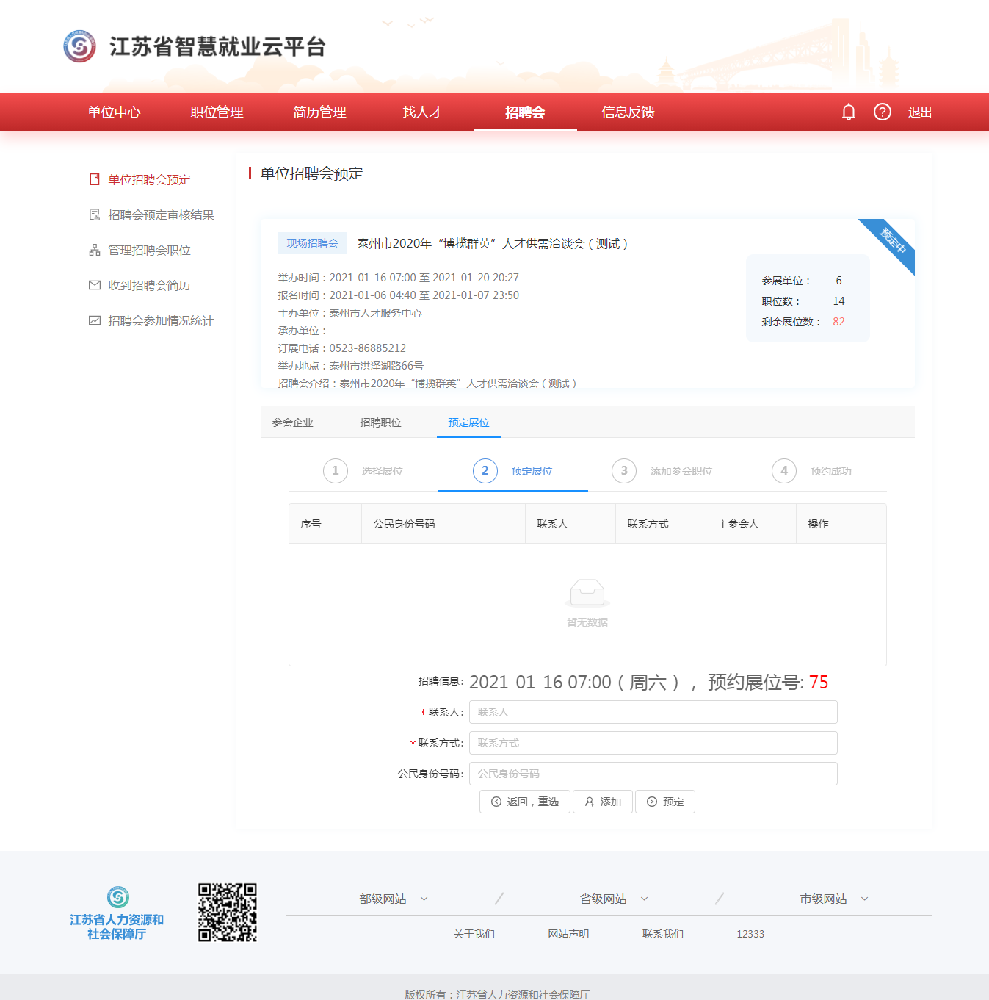 江苏省智慧就业云平台
单位中心 职位管理 简历管理 找人才 招聘会 信息反馈 退出
单位招聘会预定
招聘会预定审核结果
管理招聘会职位
收到招聘会简历
招聘会参加情况统计
单位招聘会预定
预定中
现场招聘会 泰州市2020年“博揽群英”人才供需洽谈会（测试）
举办时间：2021-01-16 07:00 至 2021-01-20 20:27
报名时间：2021-01-06 04:40 至 2021-01-07 23:50
主办单位：泰州市人才服务中心
承办单位：
订展电话：0523-86885212
举办地点：泰州市洪泽湖路66号
招聘会介绍：泰州市2020年“博揽群英”人才供需洽谈会（测试）
参展单位： 6
职位数： 14
剩余展位数： 82
参会企业 招聘职位 预定展位
1 选择展位 2 预定展位 3 添加参会职位 4 预约成功
序号 公民身份号码 联系人 联系方式 主参会人 操作
暂无数据
招聘信息: 2021-01-16 07:00（周六），预约展位号: 75
*联系人: 联系人
*联系方式: 联系方式
公民身份号码: 公民身份号码
返回，重选 添加 预定
江苏省人力资源和
社会保障厅
部级网站 省级网站 市级网站
关于我们 网站声明 联系我们 12333
版权所有：江苏省人力资源和社会保障厅